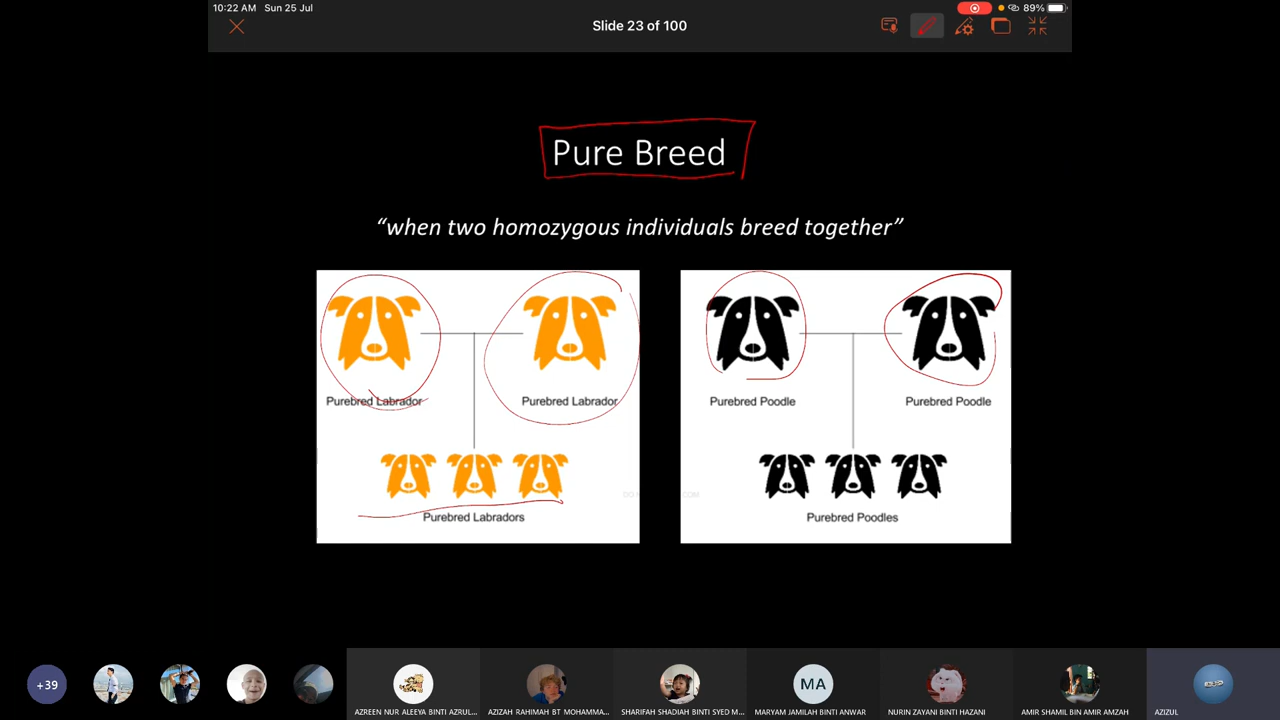 10:22 AM Sun 25 Jul
89%
Slide 23 of 100
Pure Breed
“when two homozygous individuals breed together”
Purebred Labrador
Purebred Labrador
Purebred Labradors
Purebred Poodle
Purebred Poodle
Purebred Poodles
+39
AZREEN NUR ALEEYA BINTI AZRUL...
AZIZAH RAHIMAH BT MOHAMMA...
SHARIFAH SHADIAH BINTI SYED M...
MA
MARYAM JAMILAH BINTI ANWAR
NURIN ZAYANI BINTI HAZANI
AMIR SHAMIL BIN AMIR AMZAH
AZIZUL